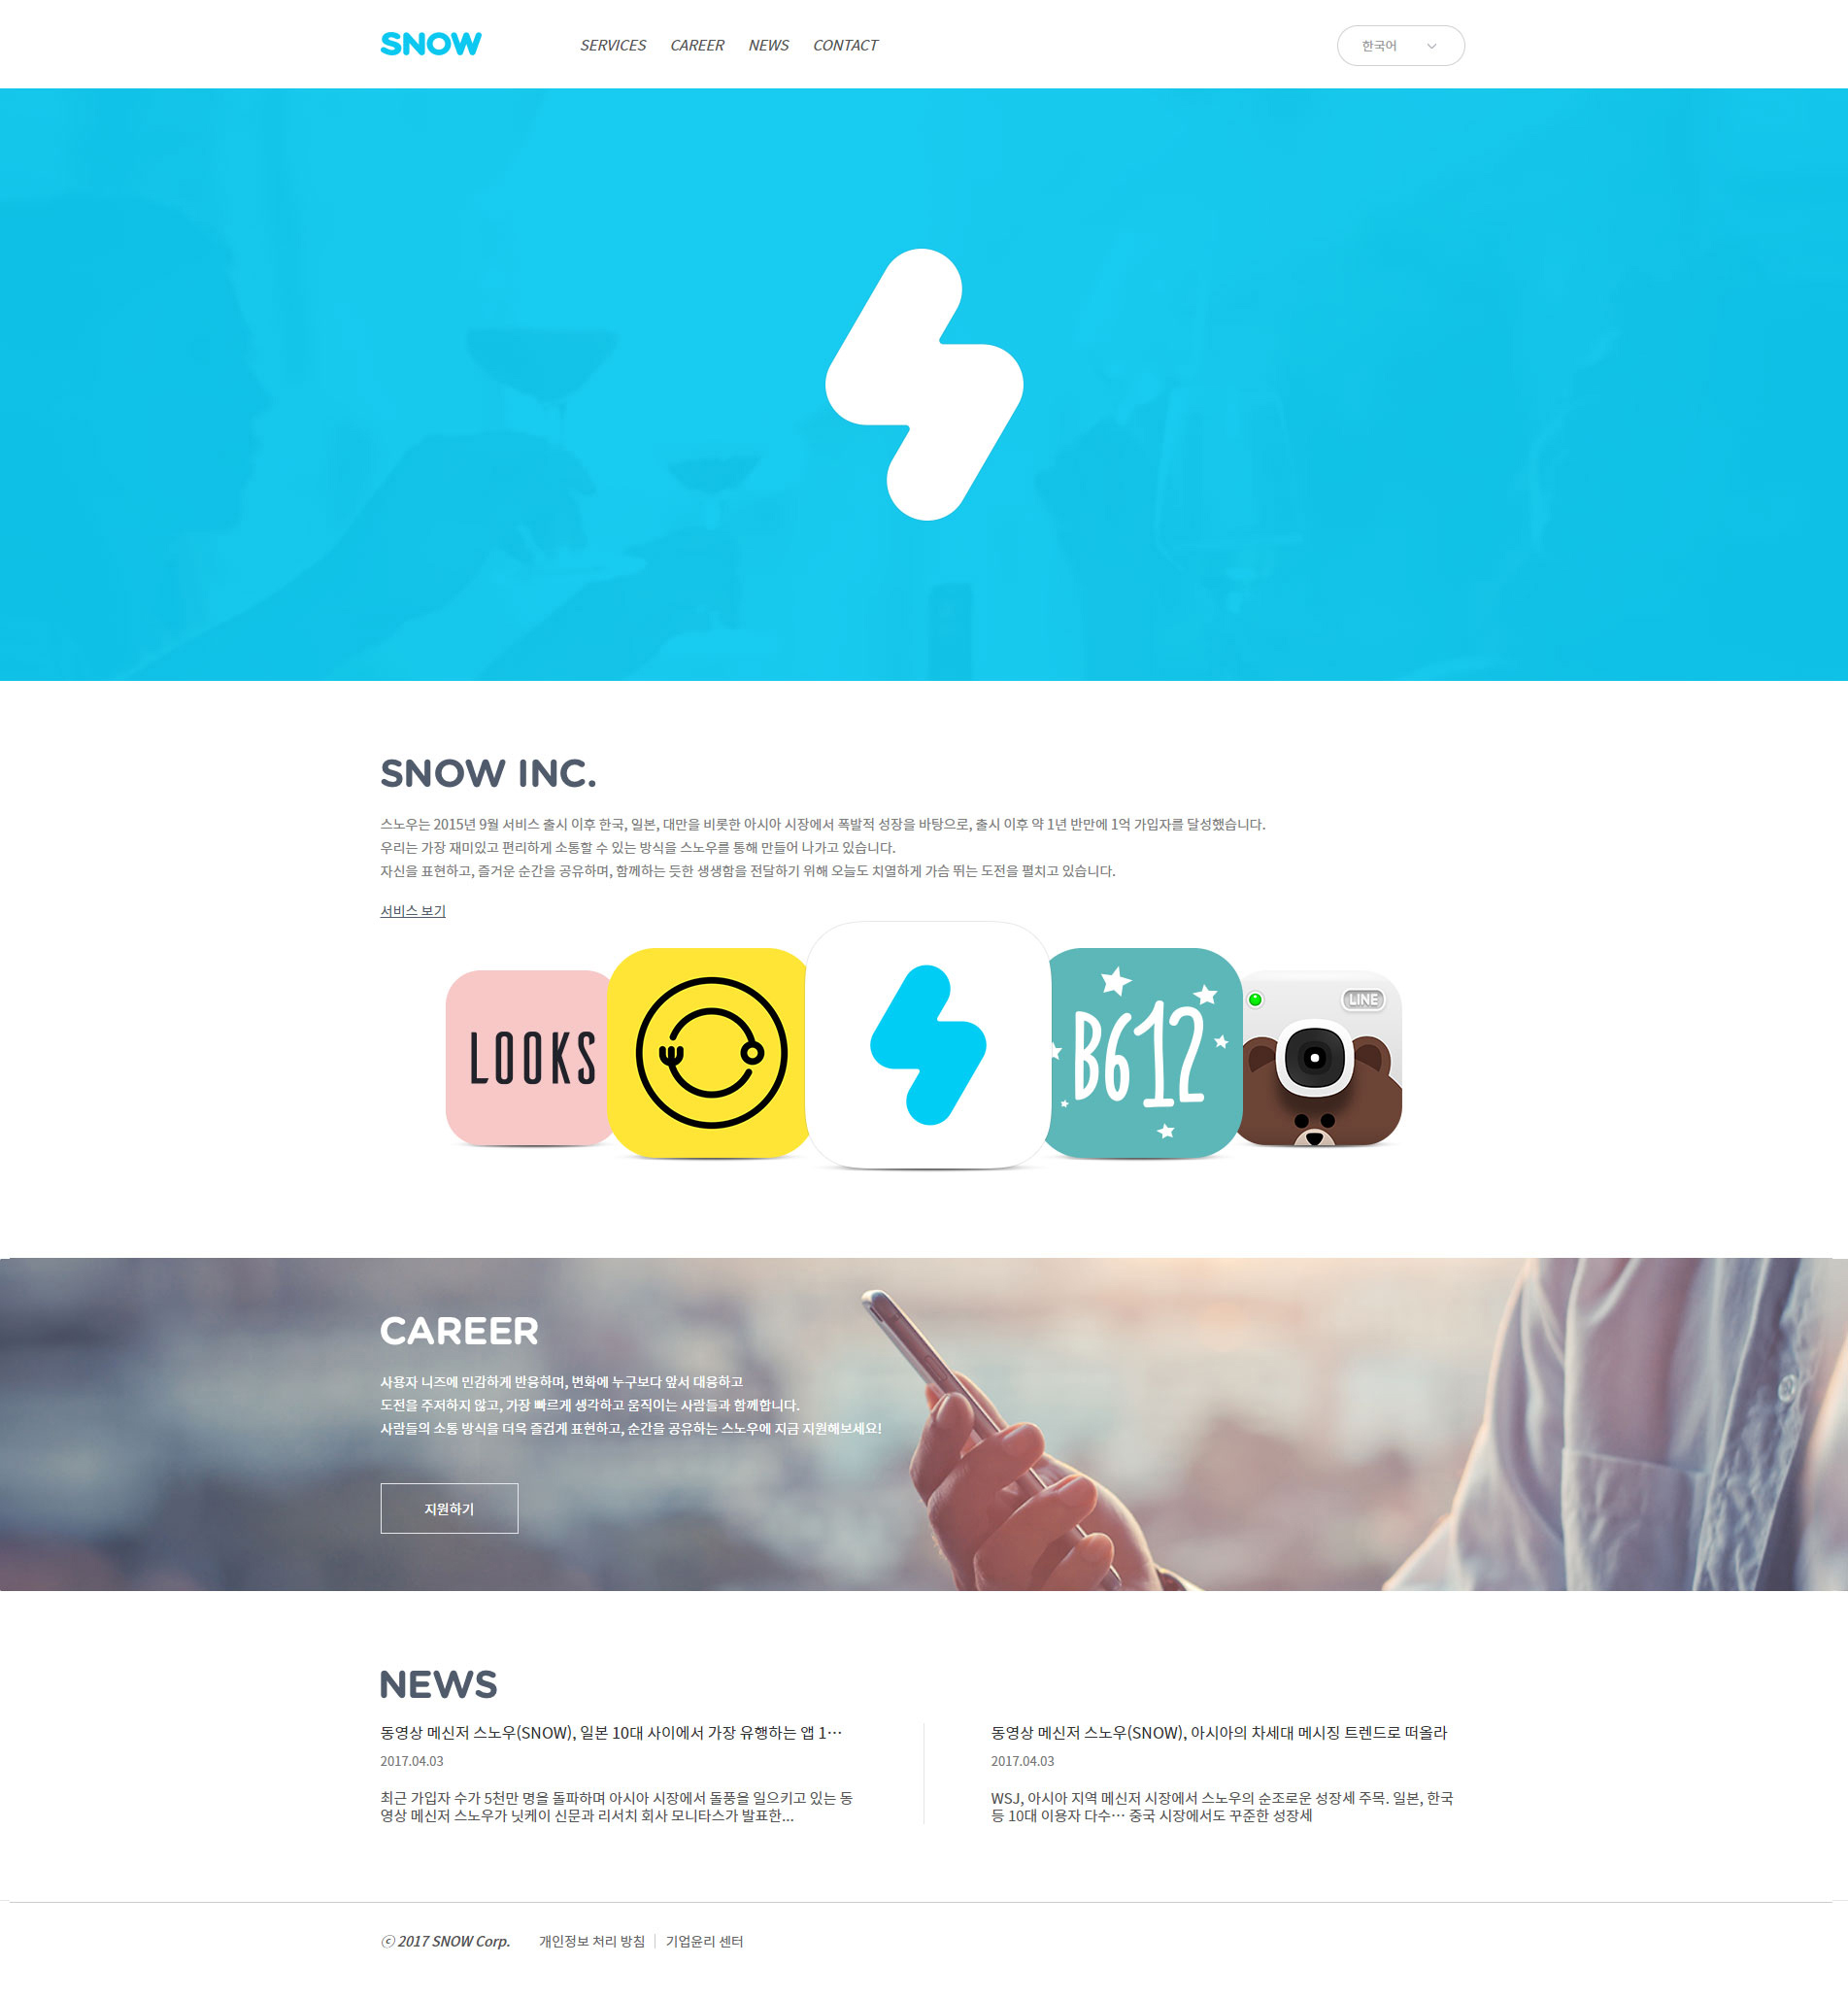 SNOW
SERVICES CAREER NEWS CONTACT
한국어
SNOW INC.
스노우는 2015년 9월 서비스 출시 이후 한국, 일본, 대만을 비롯한 아시아 시장에서 폭발적 성장을 바탕으로, 출시 이후 약 1년 반만에 1억 가입자를 달성했습니다.
우리는 가장 재미있고 편리하게 소통할 수 있는 방식을 스노우를 통해 만들어 나가고 있습니다.
자신을 표현하고, 즐거운 순간을 공유하며, 함께하는 듯한 생생함을 전달하기 위해 오늘도 치열하게 가슴 뛰는 도전을 펼치고 있습니다.
서비스 보기
LOOKS
B612
LINE
CAREER
사용자 니즈에 민감하게 반응하며, 변화에 누구보다 앞서 대응하고
도전을 주저하지 않고, 가장 빠르게 생각하고 움직이는 사람들과 함께합니다.
사람들의 소통 방식을 더욱 즐겁게 표현하고, 순간을 공유하는 스노우에 지금 지원해보세요!
지원하기
NEWS
동영상 메신저 스노우(SNOW), 일본 10대 사이에서 가장 유행하는 앱 1…
2017.04.03
최근 가입자 수가 5천만 명을 돌파하며 아시아 시장에서 돌풍을 일으키고 있는 동
영상 메신저 스노우가 닛케이 신문과 리서치 회사 모니타스가 발표한...
동영상 메신저 스노우(SNOW), 아시아의 차세대 메시징 트렌드로 떠올라
2017.04.03
WSJ, 아시아 지역 메신저 시장에서 스노우의 순조로운 성장세 주목. 일본, 한국
등 10대 이용자 다수… 중국 시장에서도 꾸준한 성장세
ⓒ 2017 SNOW Corp.
개인정보 처리 방침 | 기업윤리 센터